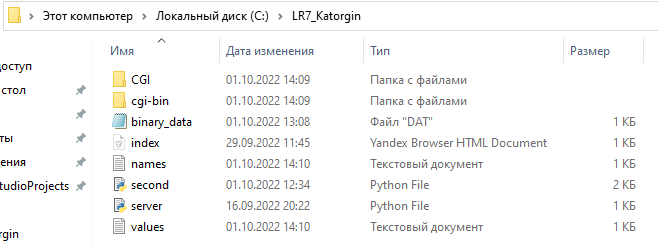 Этот компьютер > Локальный диск (C:) > LR7_Katorgin
Имя Дата изменения Тип Размер
CGI 01.10.2022 14:09 Папка с файлами
cgi-bin 01.10.2022 14:09 Папка с файлами
binary_data 01.10.2022 13:08 Файл "DAT" 1 КБ
index 29.09.2022 11:45 Yandex Browser HTML Document 1 КБ
names 01.10.2022 14:10 Текстовый документ 1 КБ
second 01.10.2022 12:34 Python File 2 КБ
server 16.09.2022 20:22 Python File 1 КБ
values 01.10.2022 14:10 Текстовый документ 1 КБ
доступ
стол
ты
ения
tudioProjects
rgin